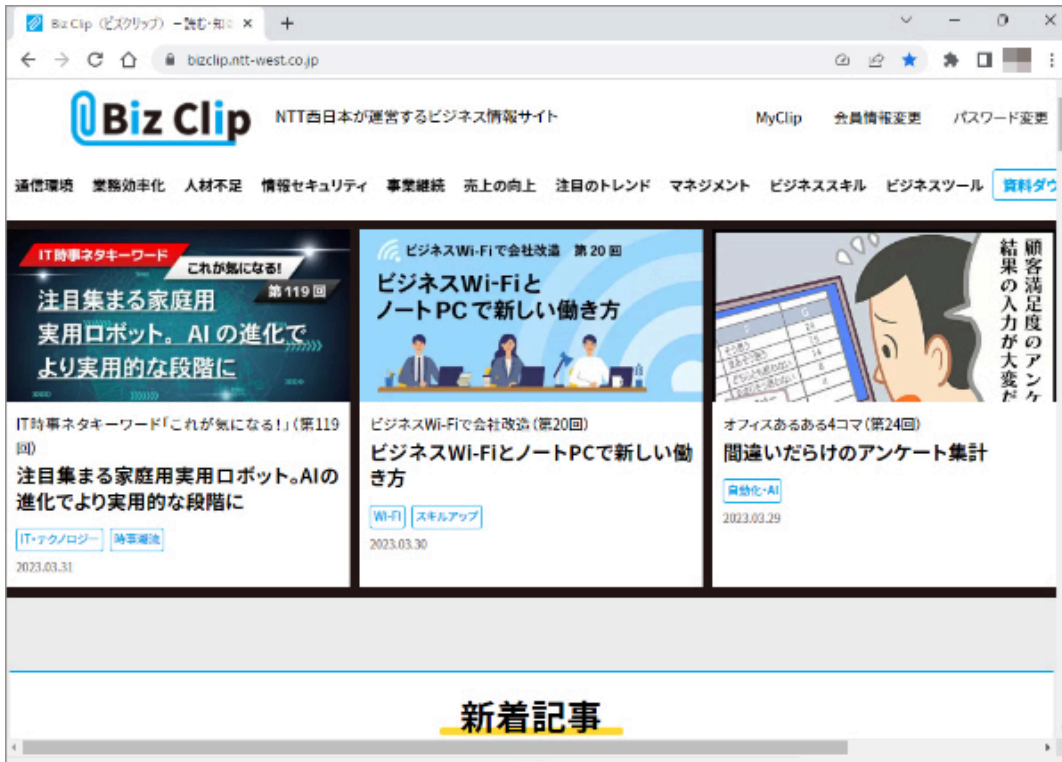 Biz Clip（ビズクリップ）－読む・知
bizclip.ntt-west.co.jp
Biz Clip
NTT西日本が運営するビジネス情報サイト
MyClip 会員情報変更 パスワード変更
通信環境 業務効率化 人材不足 情報セキュリティ 事業継続 売上の向上 注目のトレンド マネジメント ビジネススキル ビジネスツール 資料ダウ
IT時事ネタキーワード
これが気になる!
第119回
注目集まる家庭用
実用ロボット。AIの進化で
より実用的な段階に
IT時事ネタキーワード「これが気になる!」(第119
回)
注目集まる家庭用実用ロボット。AIの
進化でより実用的な段階に
IT・テクノロジー 時事潮流
2023.03.31
ビジネスWi-Fiで会社改造 第20回
ビジネスWi-Fiと
ノートPCで新しい働き方
ビジネスWi-Fiで会社改造(第20回)
ビジネスWi-FiとノートPCで新しい働
き方
Wi-Fi スキルアップ
2023.03.30
顧客満足度のアンケ
結果の入力が大変だ
オフィスあるある4コマ(第24回)
間違いだらけのアンケート集計
自動化・AI
2023.03.29
新着記事